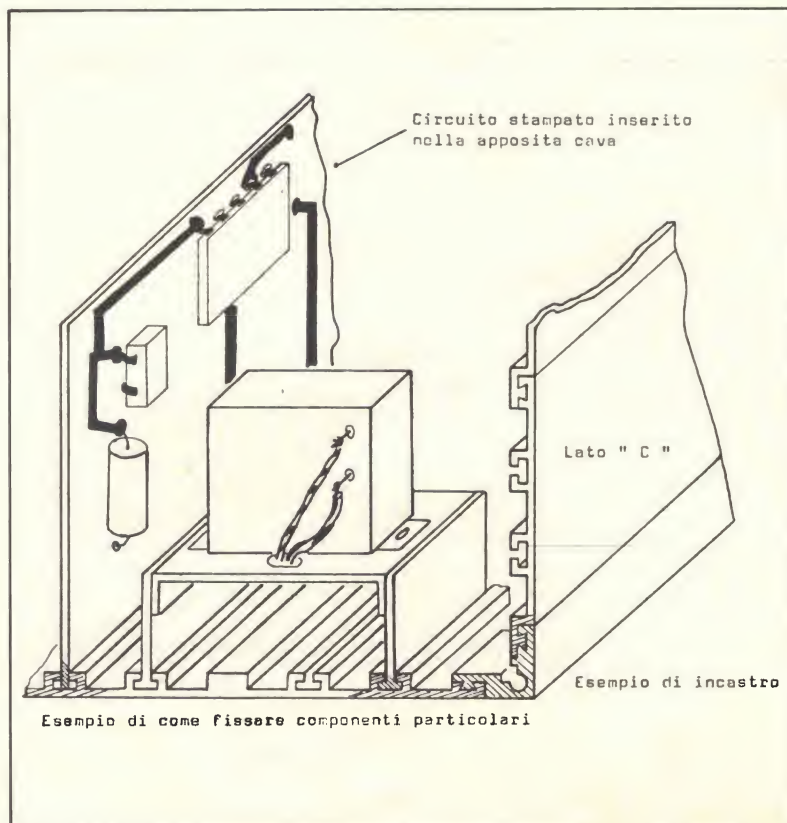 Circuito stampato inserito
nella apposita cava
Lato " C "
Esempio di incastro
Esempio di come fissare componenti particolari